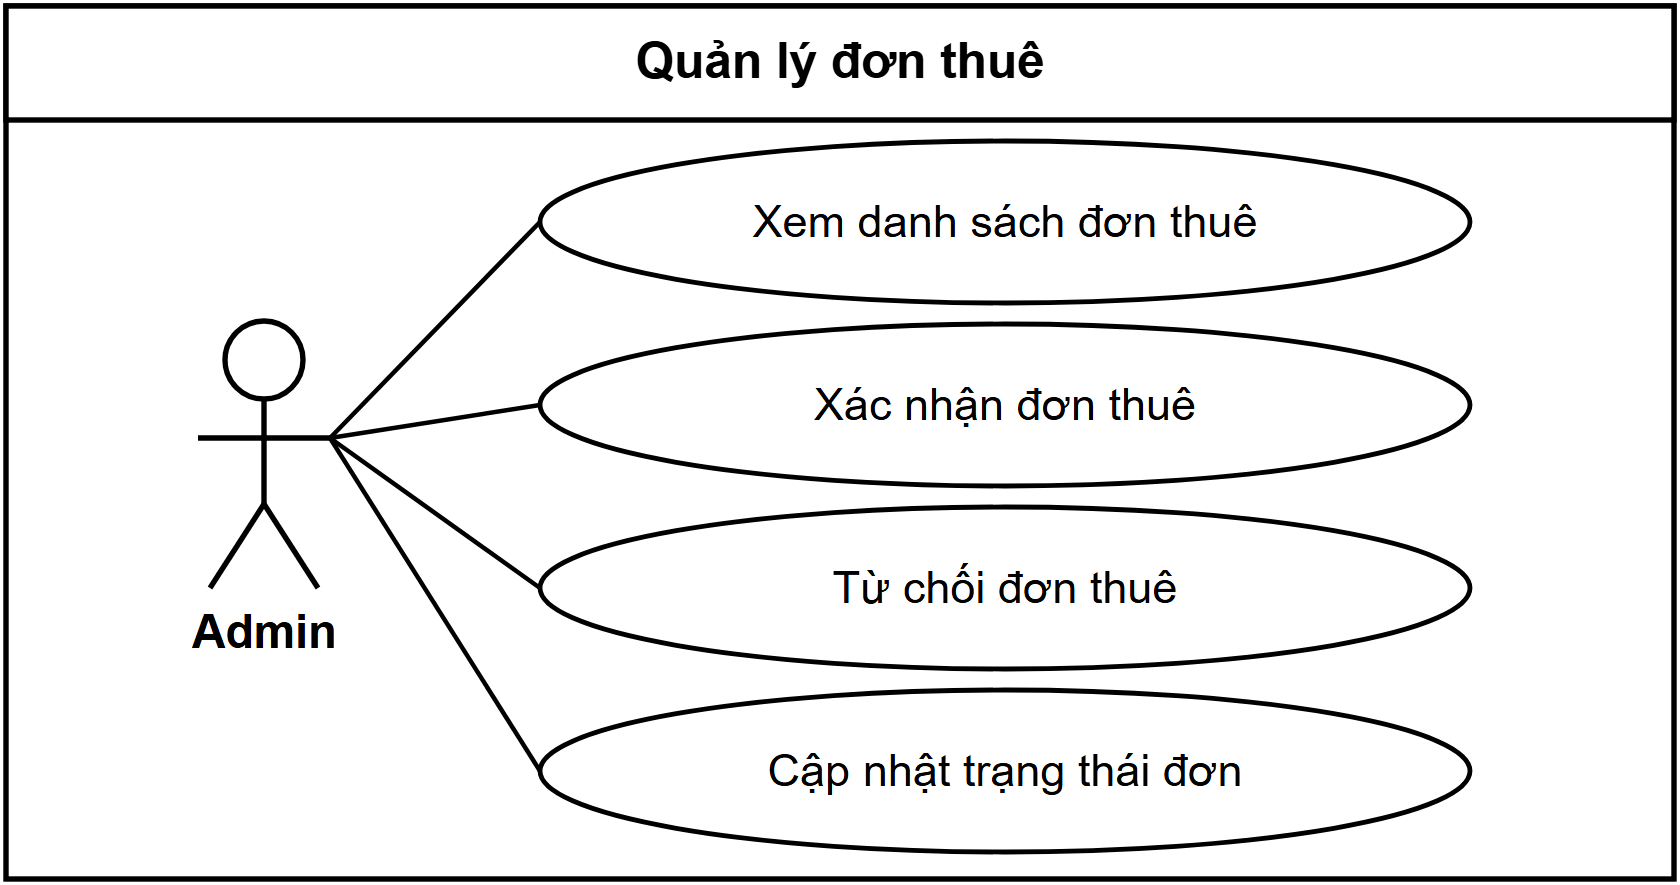 Quản lý đơn thuê
Xem danh sách đơn thuê
Xác nhận đơn thuê
Từ chối đơn thuê
Admin
Cập nhật trạng thái đơn